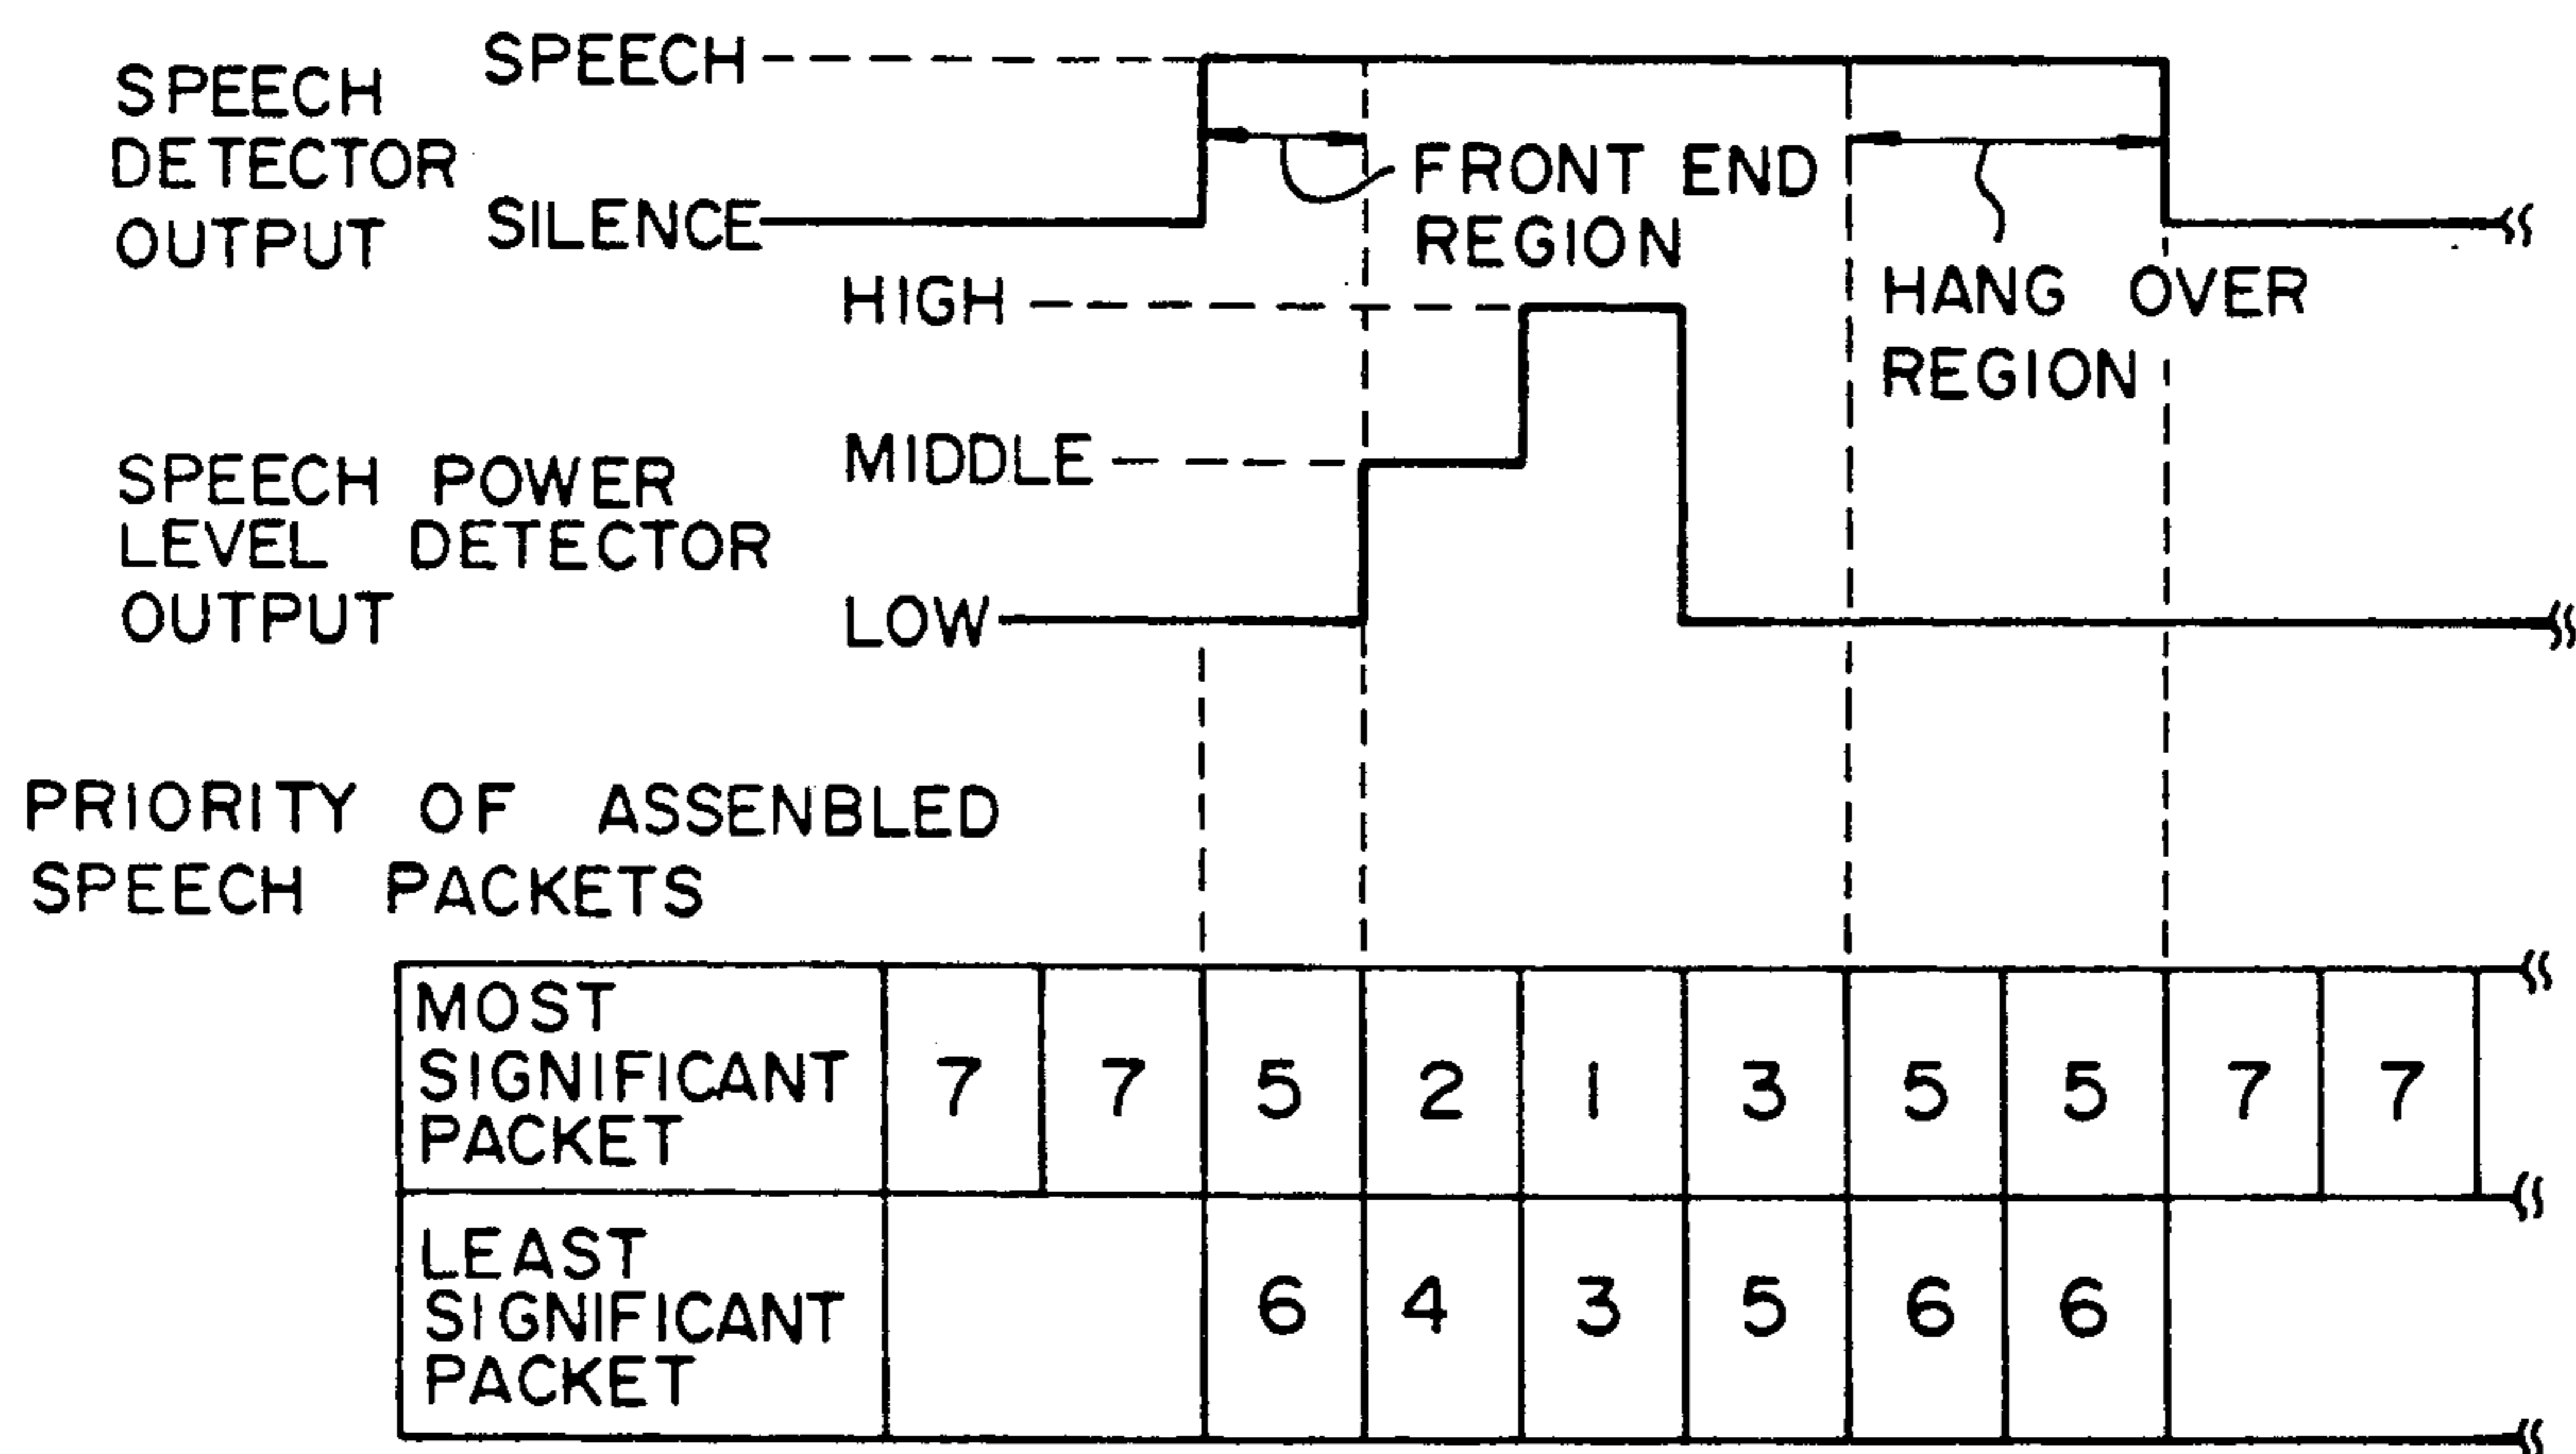 SPEECH
DETECTOR
OUTPUT
SPEECH
SILENCE
FRONT END
REGION
HANG OVER
REGION
SPEECH POWER
LEVEL DETECTOR
OUTPUT
HIGH
MIDDLE
LOW
PRIORITY OF ASSENBLED
SPEECH PACKETS
MOST
SIGNIFICANT
PACKET
7 7 5 2 1 3 5 5 7 7
LEAST
SIGNIFICANT
PACKET
6 4 3 5 6 6